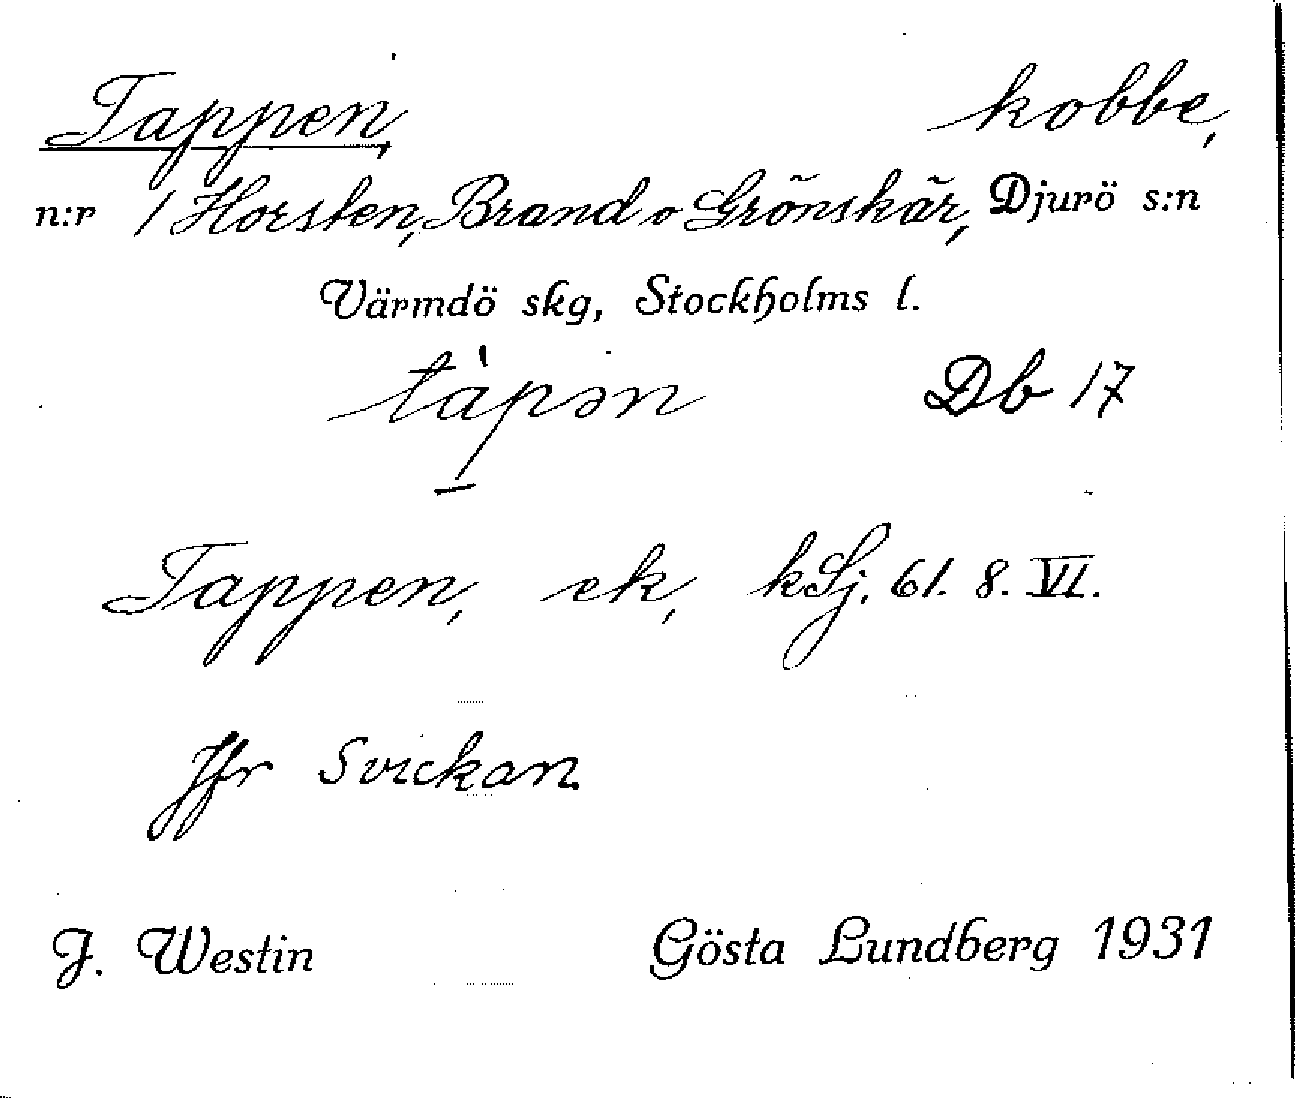 Tappen, kobbe,
n:r 1 Horsten, Brand o Grönskär, Djurö s:n
Värmdö skg, Stockholms l.
tàpən Db 17
Tappen, ek, kSj. 61. 8. VI.
Jfr Svickan
J. Westin Gösta Lundberg 1931